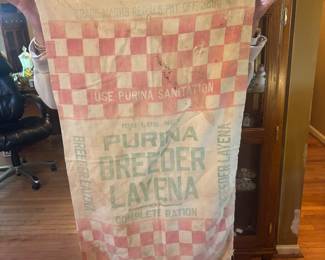 USE PURINA SANITATION
PURINA
BREEDER
LAYENA
COMPLETE RATION
BREEDER LAYENA
BREEDER LAYENA